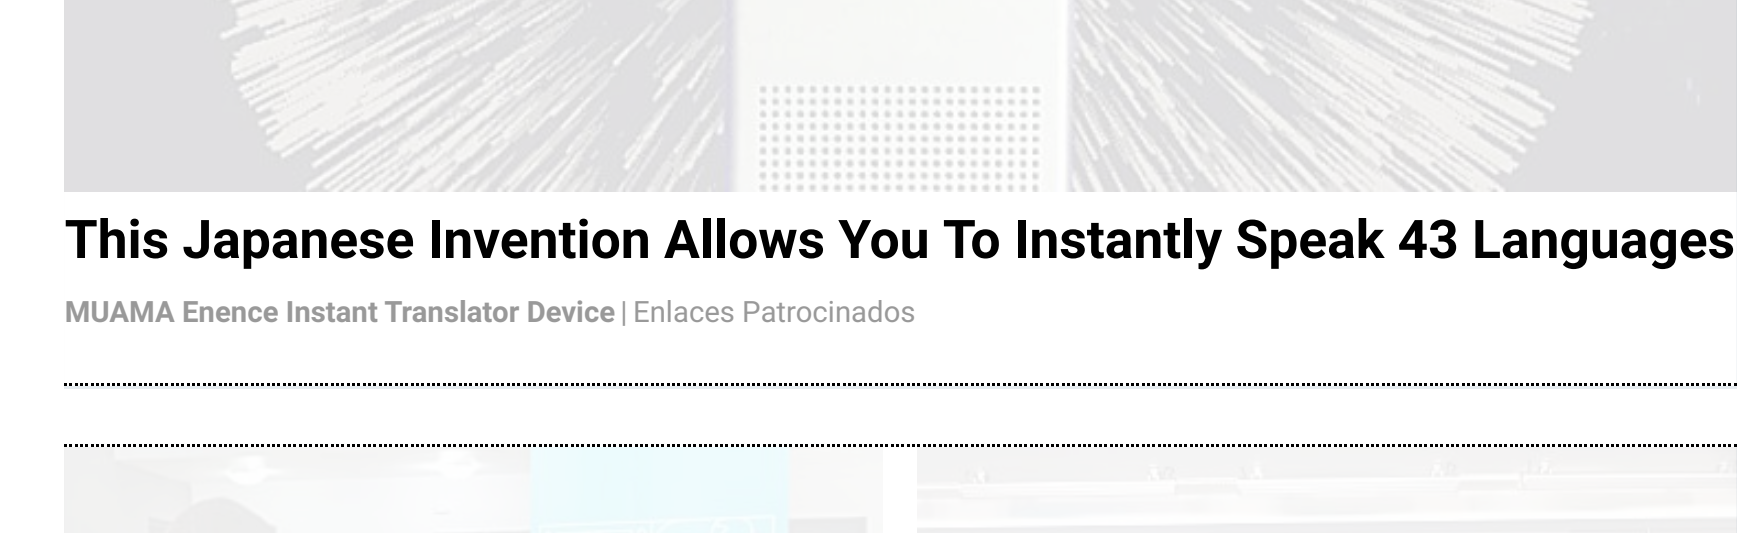 This Japanese Invention Allows You To Instantly Speak 43 Languages
MUAMA Enence Instant Translator Device | Enlaces Patrocinados